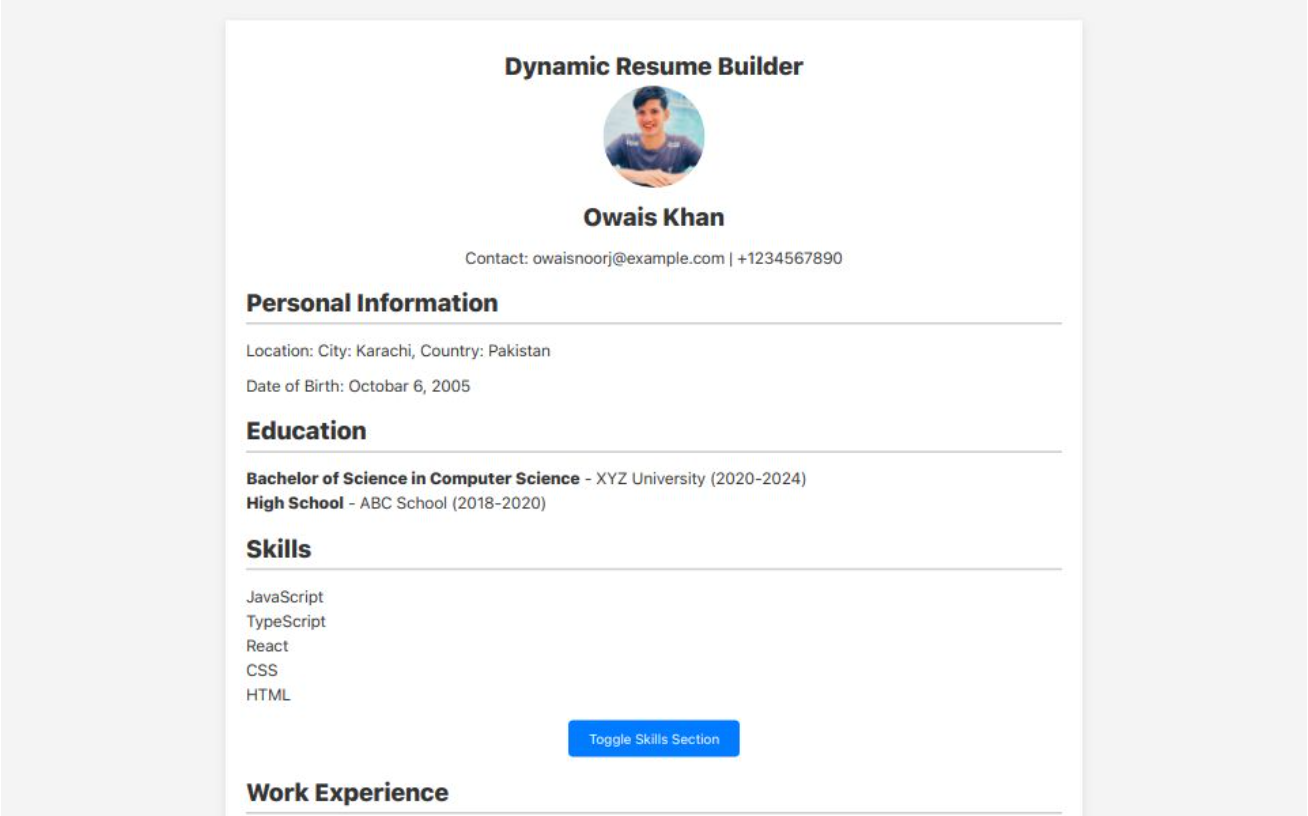 Dynamic Resume Builder
Owais Khan
Contact: owaisnoorj@example.com | +1234567890
Personal Information
Location: City: Karachi, Country: Pakistan
Date of Birth: Octobar 6, 2005
Education
Bachelor of Science in Computer Science - XYZ University (2020-2024)
High School - ABC School (2018-2020)
Skills
JavaScript
TypeScript
React
CSS
HTML
Toggle Skills Section
Work Experience